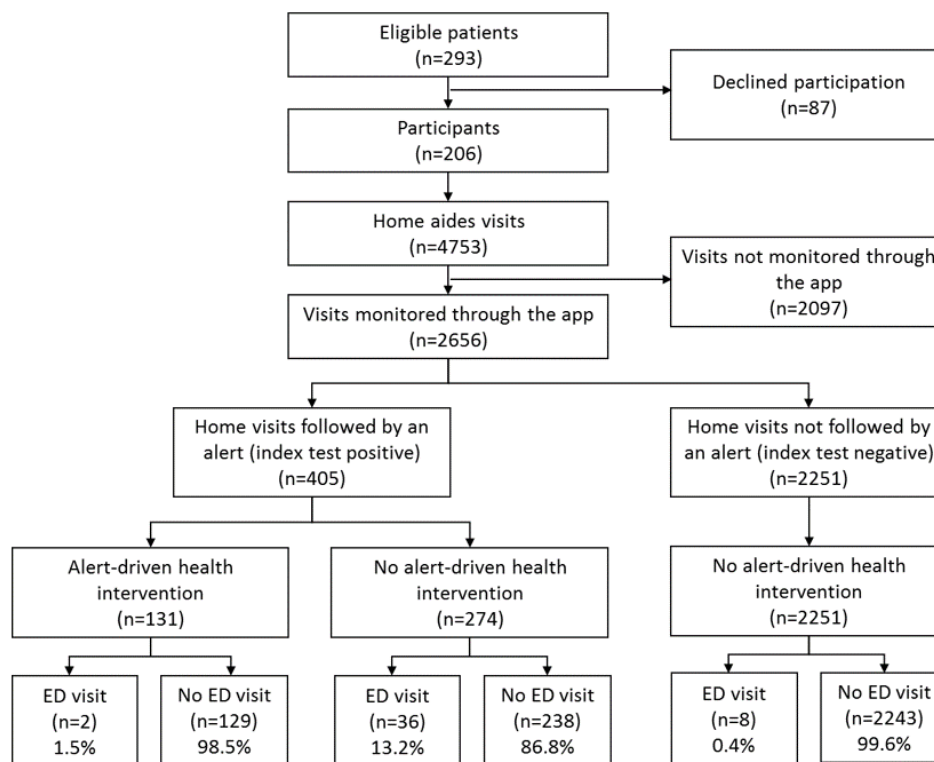 Eligible patients
(n=293)
Declined participation
(n=87)
Participants
(n=206)
Home aides visits
(n=4753)
Visits not monitored through
the app
(n=2097)
Visits monitored through the app
(n=2656)
Home visits followed by an
alert (index test positive)
(n=405)
Home visits not followed by
an alert (index test negative)
(n=2251)
Alert-driven health
intervention
(n=131)
No alert-driven health
intervention
(n=274)
No alert-driven health
intervention
(n=2251)
ED visit
(n=2)
1.5%
No ED visit
(n=129)
98.5%
ED visit
(n=36)
13.2%
No ED visit
(n=238)
86.8%
ED visit
(n=8)
0.4%
No ED visit
(n=2243)
99.6%